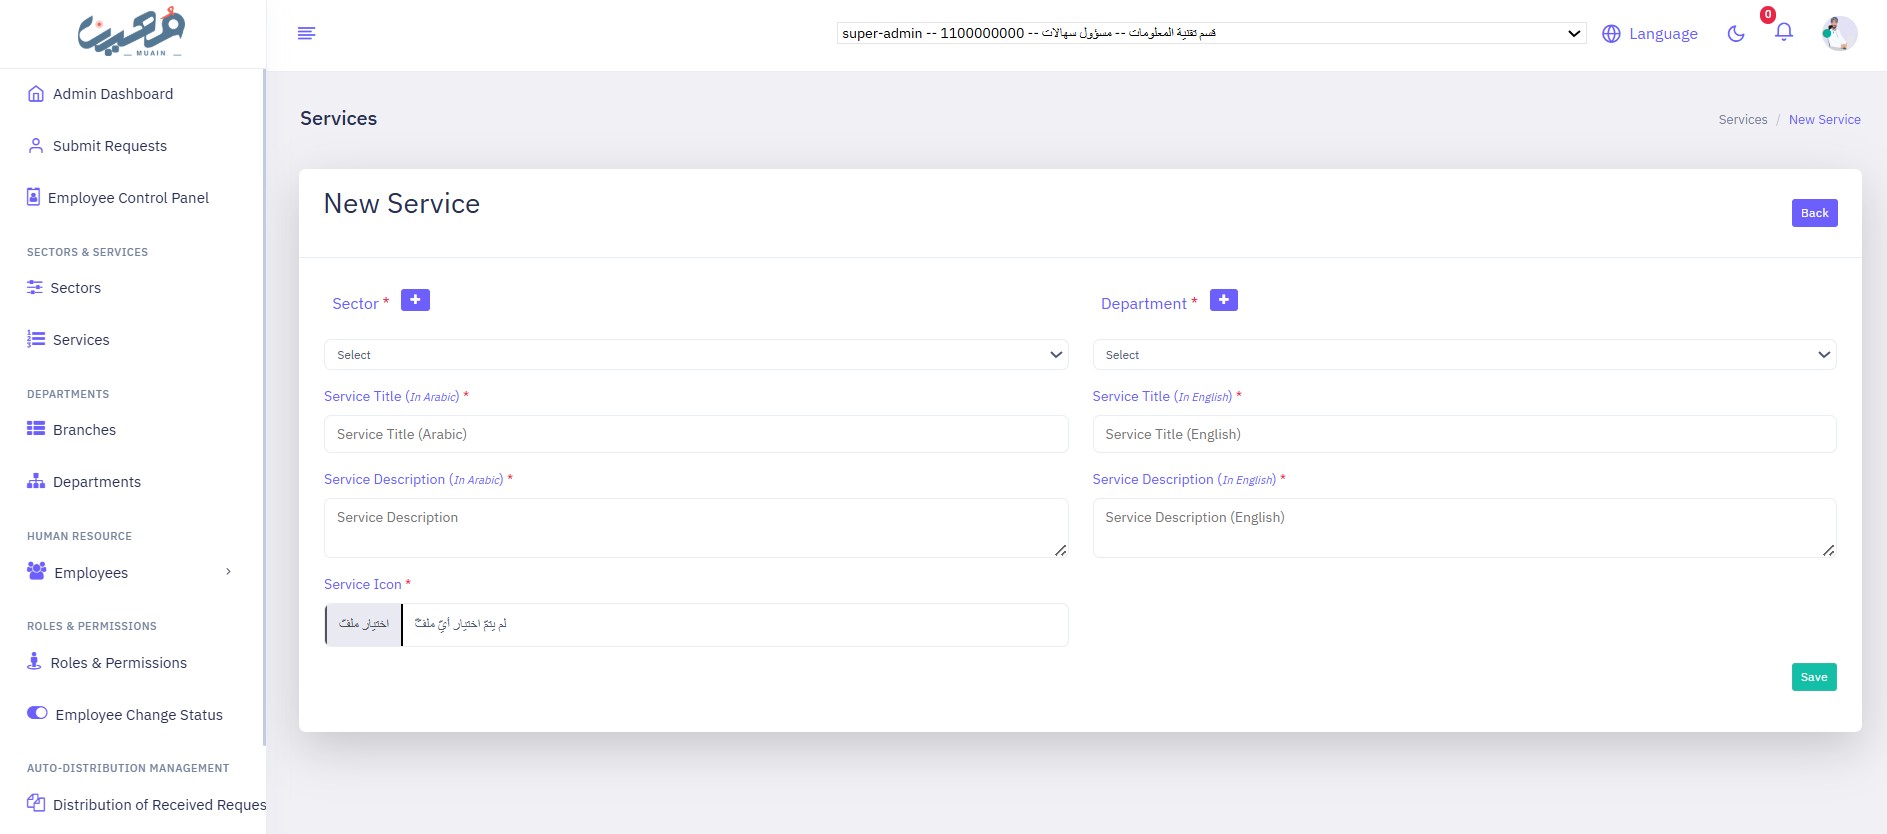 معين
MUAIN
super-admin -- 1100000000 -- قسم تقنية المعلومات -- مسؤول سهالات
Language
0
Admin Dashboard
Submit Requests
Employee Control Panel
SECTORS & SERVICES
Sectors
Services
DEPARTMENTS
Branches
Departments
HUMAN RESOURCE
Employees
ROLES & PERMISSIONS
Roles & Permissions
Employee Change Status
AUTO-DISTRIBUTION MANAGEMENT
Distribution of Received Reques
Services
Services / New Service
New Service
Back
Sector *
Department *
Select
Select
Service Title (In Arabic) *
Service Title (In English) *
Service Title (Arabic)
Service Title (English)
Service Description (In Arabic) *
Service Description (In English) *
Service Description
Service Description (English)
Service Icon *
اختيار ملف
لم يتمّ اختيار أيّ ملفّ
Save